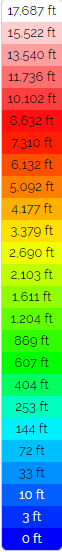 17,687 ft
15,522 ft
13,540 ft
11,736 ft
10,102 ft
8,632 ft
7,310 ft
6,132 ft
5,092 ft
4,177 ft
3,379 ft
2,690 ft
2,103 ft
1,611 ft
1,204 ft
869 ft
607 ft
404 ft
253 ft
144 ft
72 ft
33 ft
10 ft
3 ft
0 ft